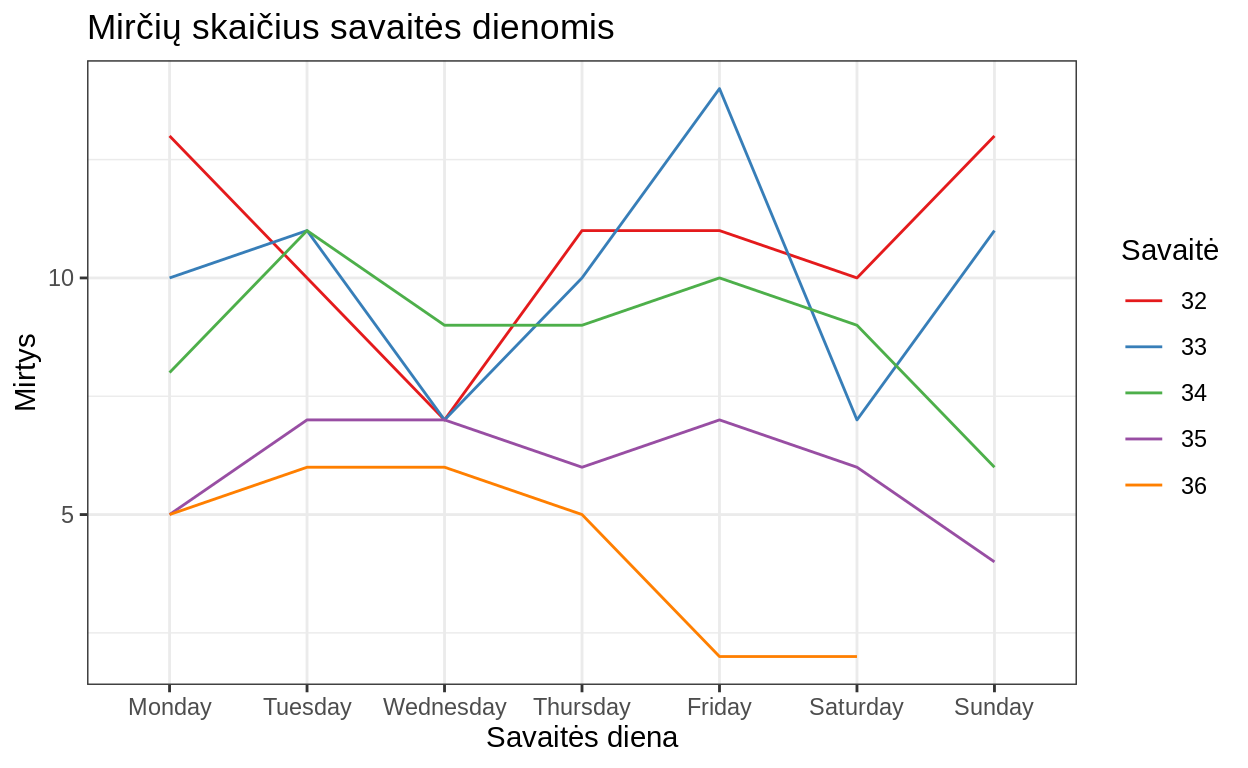 Mirčių skaičius savaitės dienomis
Mirtys
10
5
Monday Tuesday Wednesday Thursday Friday Saturday Sunday
Savaitės diena
Savaitė
32
33
34
35
36